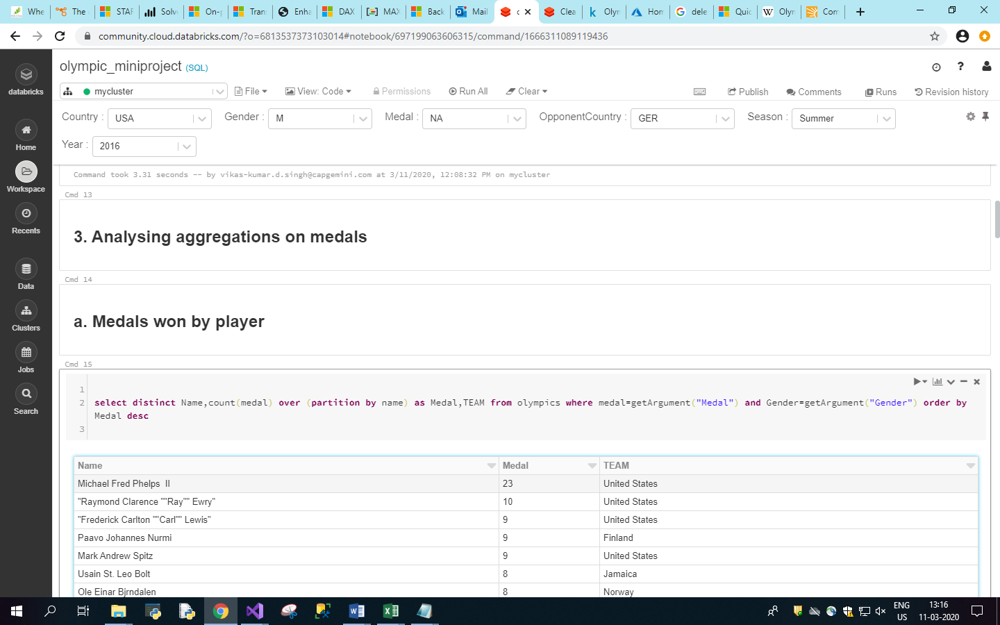 Whe
STAF
The
Solve
On-p
Tran
Enha
DAX
MAX
Back
Mail
c
Clea
Olyn
Hon
dele
Quic
Olyn
Com
community.cloud.databricks.com/?o=6813537373103014#notebook/697199063606315/command/1666311089119436
databricks
Home
Workspace
Recents
Data
Clusters
Jobs
Search
olympic_miniproject (SQL)
mycluster
File
View: Code
Permissions
Run All
Clear
Publish
Comments
Runs
Revision history
Country : USA
Gender : M
Medal : NA
OpponentCountry : GER
Season : Summer
Year : 2016
Command took 3.31 seconds -- by vikas-kumar.d.singh@capgemini.com at 3/11/2020, 12:08:32 PM on mycluster
Cmd 13
3. Analysing aggregations on medals
Cmd 14
a. Medals won by player
Cmd 15
1
2 select distinct Name,count(medal) over (partition by name) as Medal,TEAM from olympics where medal=getArgument("Medal") and Gender=getArgument("Gender") order by
Medal desc
3
Name Medal TEAM
Michael Fred Phelps II 23 United States
"Raymond Clarence ""Ray"" Ewry" 10 United States
"Frederick Carlton ""Carl"" Lewis" 9 United States
Paavo Johannes Nurmi 9 Finland
Mark Andrew Spitz 9 United States
Usain St. Leo Bolt 8 Jamaica
Ole Einar Bjrndalen 8 Norway
ENG
US
13:16
11-03-2020